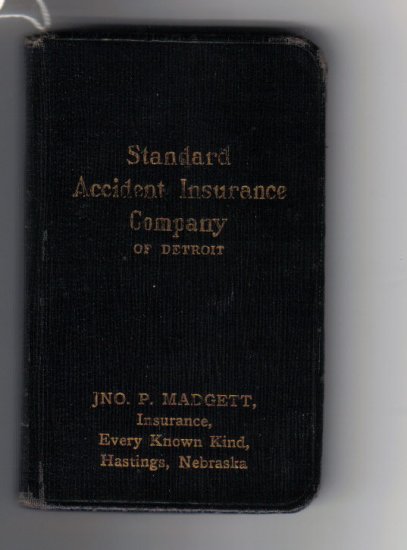 Standard
Accident Insurance
Company
OF DETROIT
JNO. P. MADGETT,
Insurance,
Every Known Kind,
Hastings, Nebraska